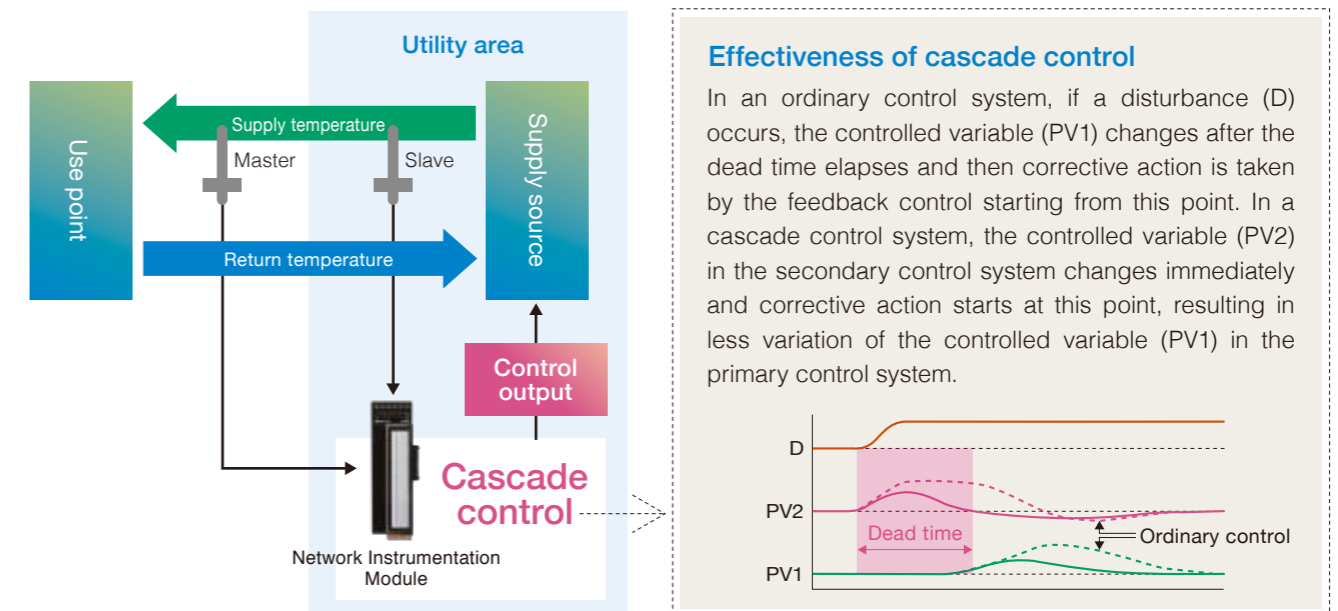 Utility area
Use point
Supply temperature
Master
Slave
Supply source
Return temperature
Control
output
Cascade
control
Network Instrumentation
Module
Effectiveness of cascade control
In an ordinary control system, if a disturbance (D)
occurs, the controlled variable (PV1) changes after the
dead time elapses and then corrective action is taken
by the feedback control starting from this point. In a
cascade control system, the controlled variable (PV2)
in the secondary control system changes immediately
and corrective action starts at this point, resulting in
less variation of the controlled variable (PV1) in the
primary control system.
D
PV2
Dead time
Ordinary control
PV1